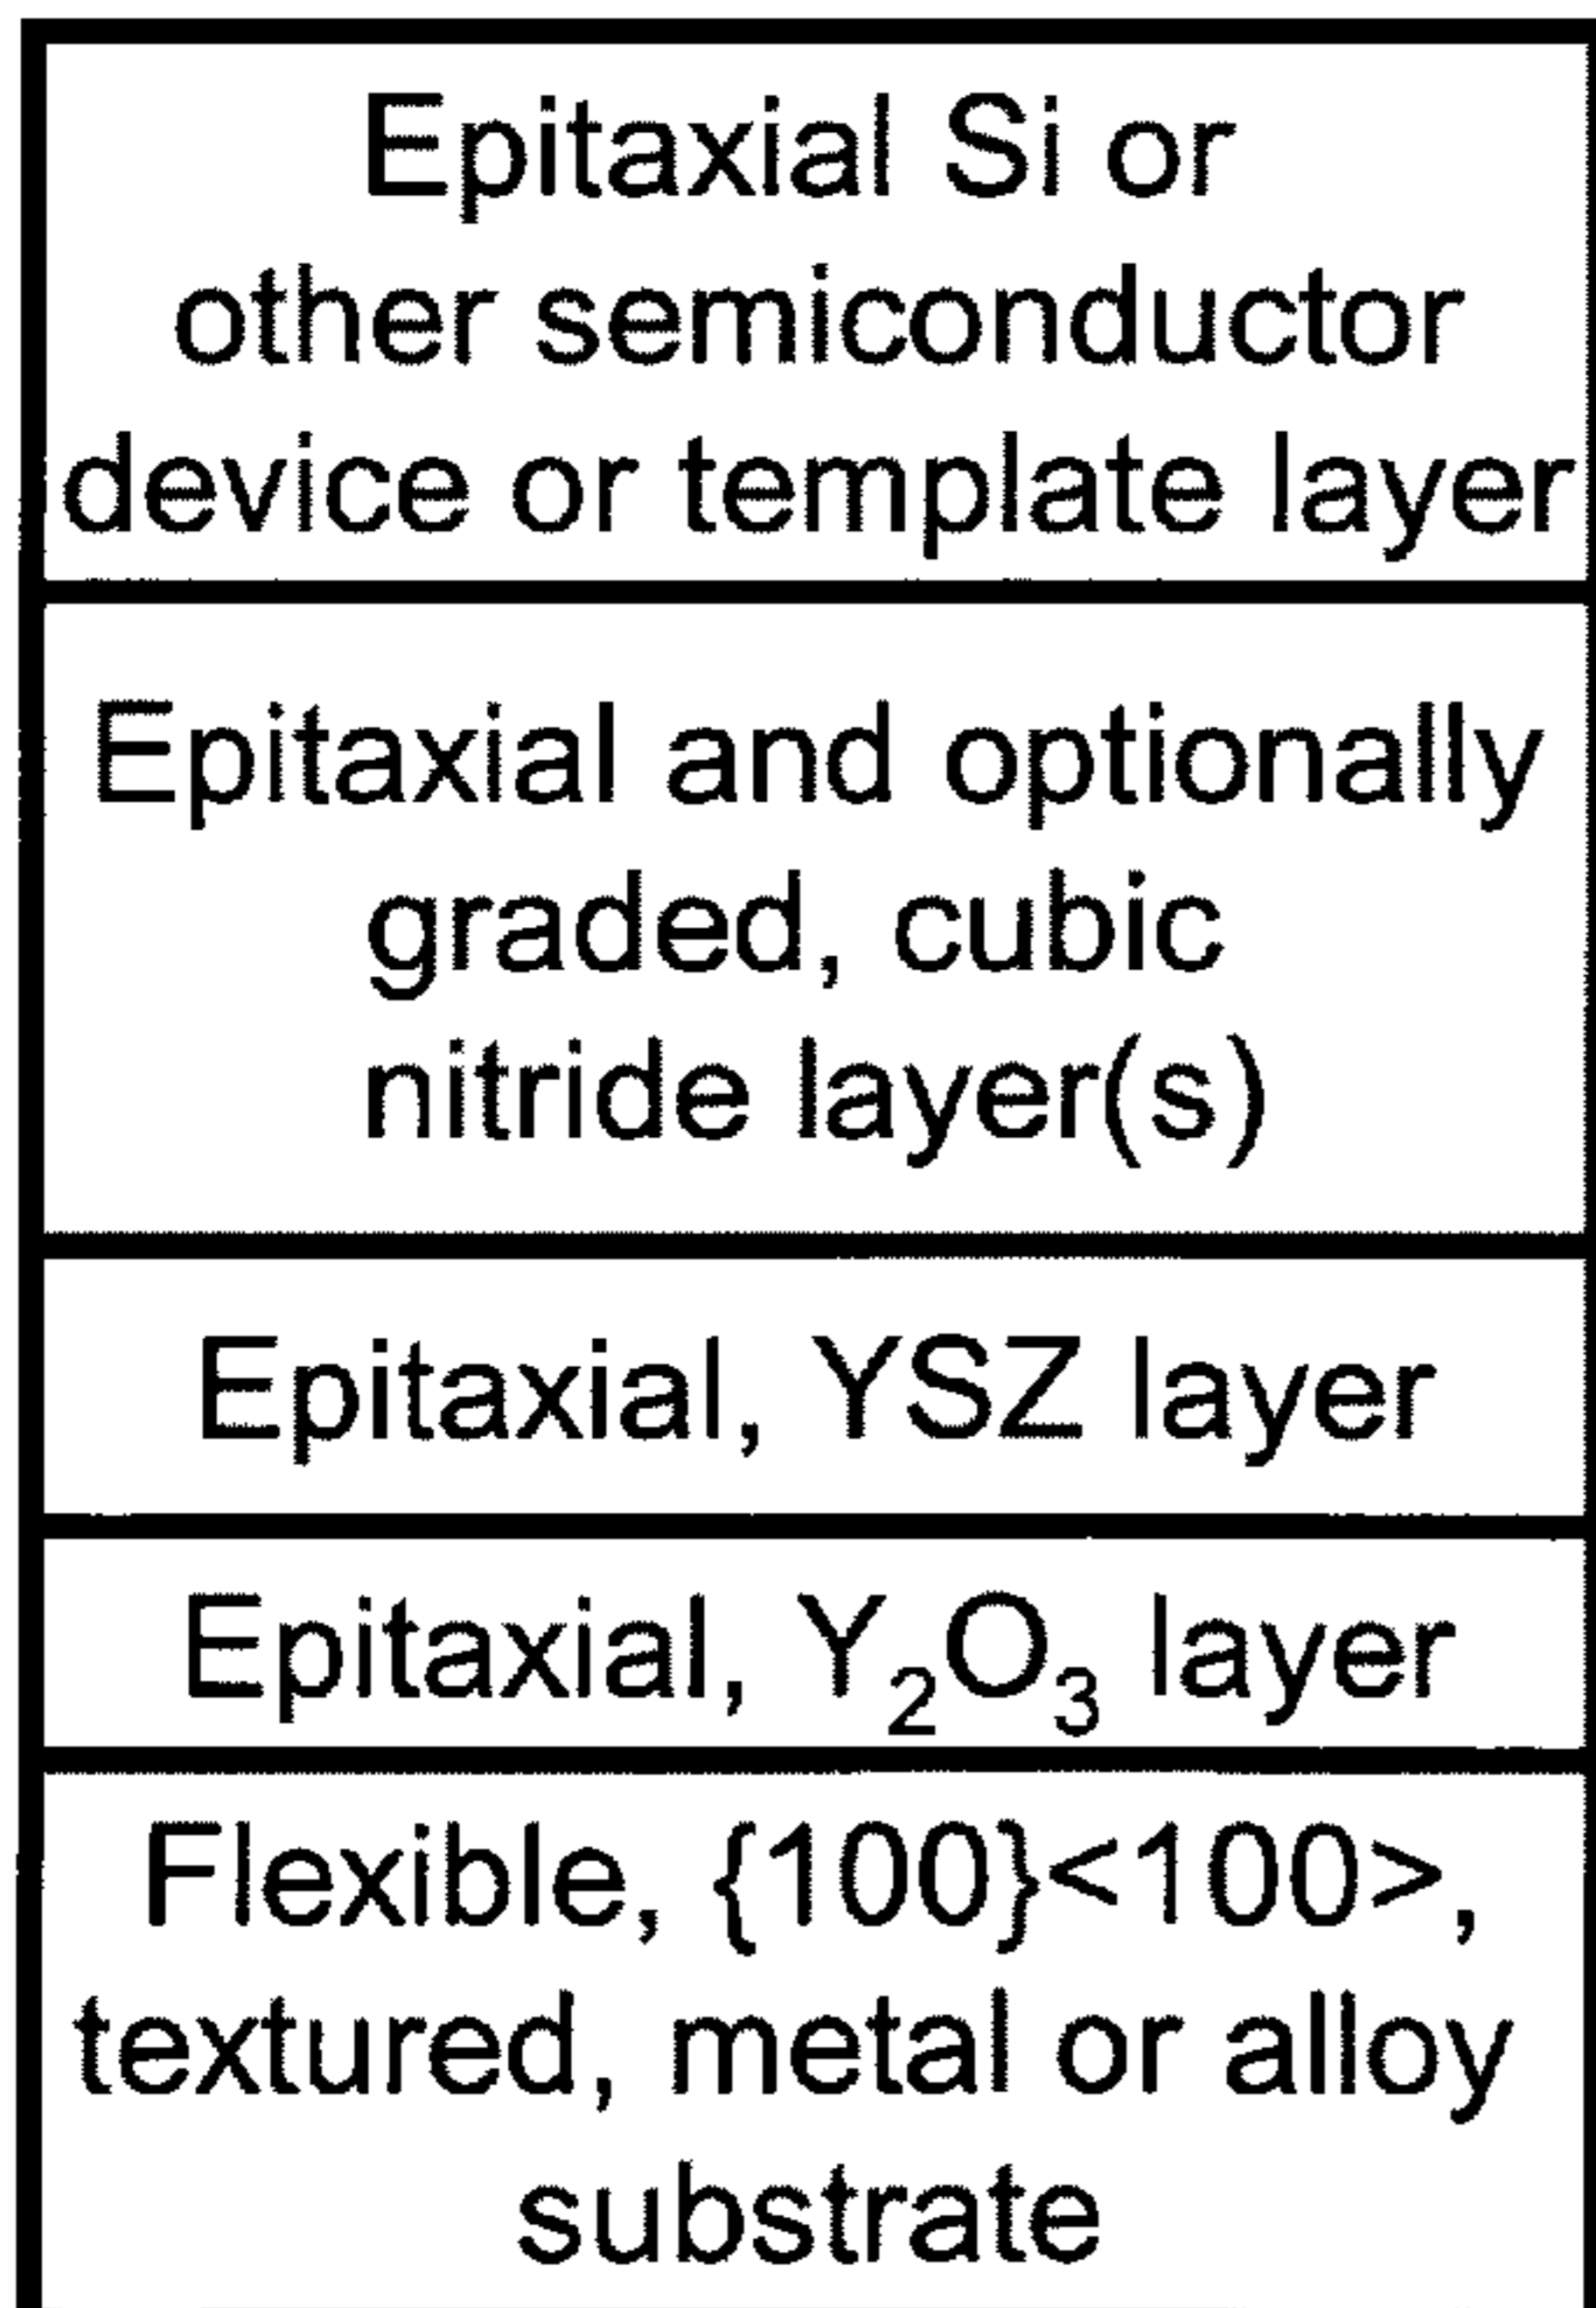 Epitaxial Si or
other semiconductor
device or template layer
Epitaxial and optionally
graded, cubic
nitride layer(s)
Epitaxial, YSZ layer
Epitaxial, Y₂O₃ layer
Flexible, {100}<100>,
textured, metal or alloy
substrate